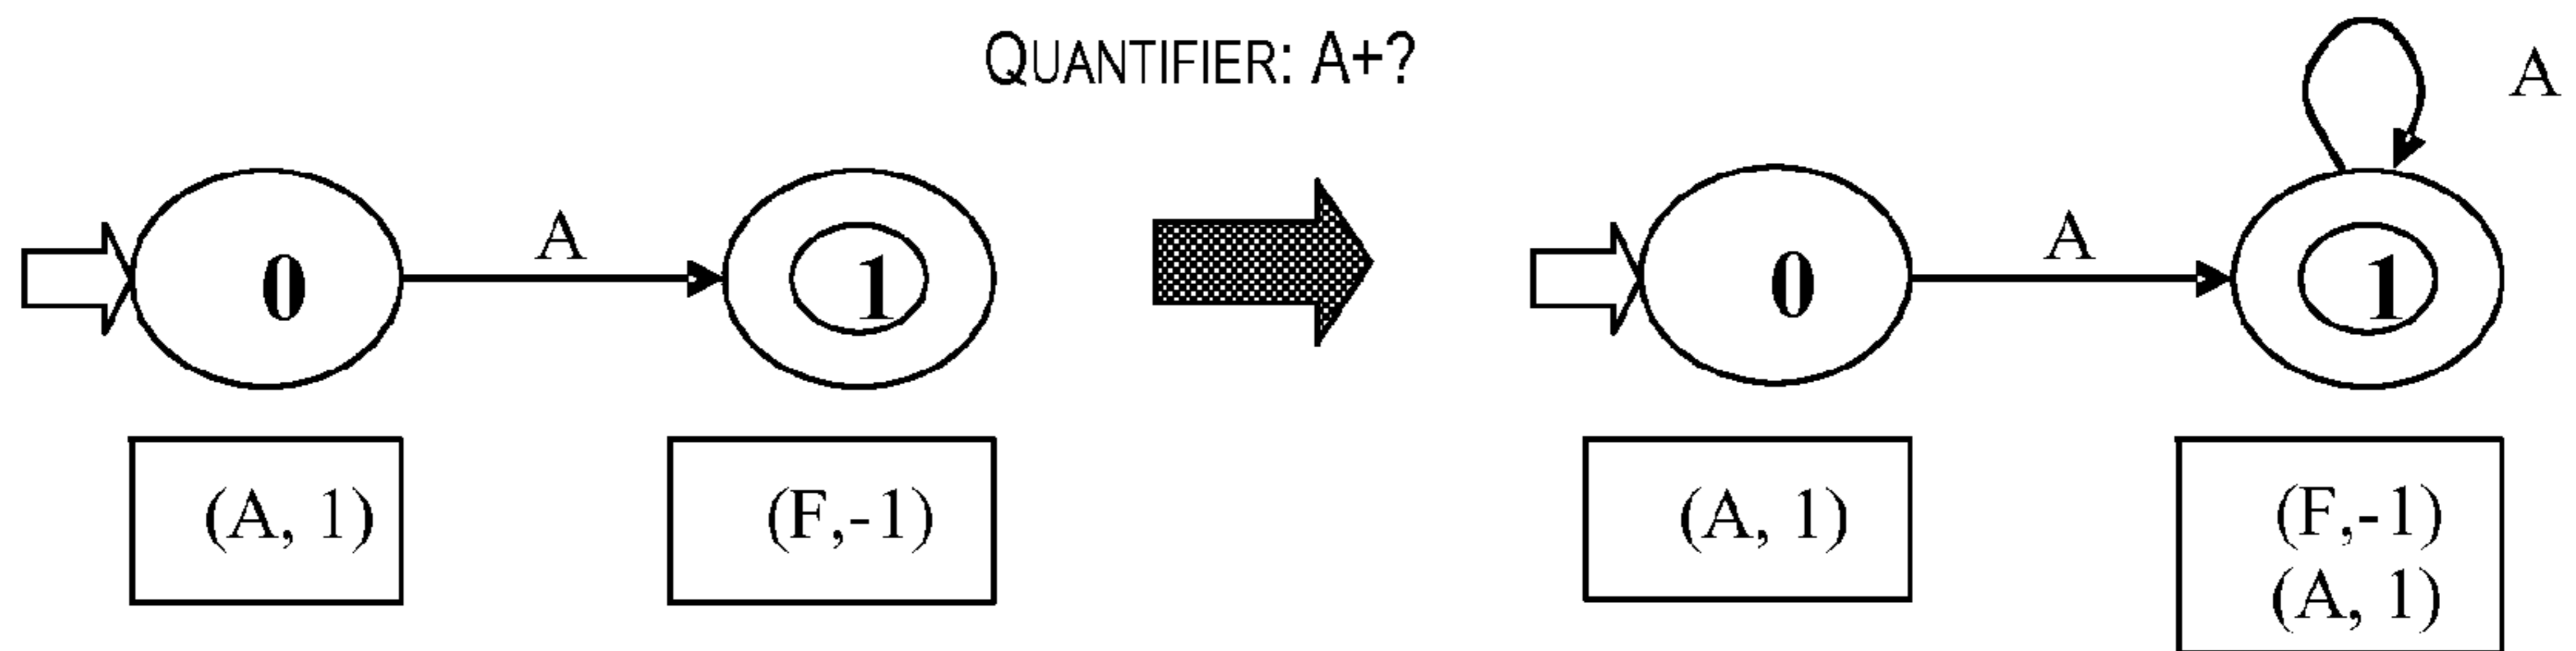 QUANTIFIER: A+?
A
0
A
1
0
A
1
(A, 1)
(F,-1)
(A, 1)
(F,-1)
(A, 1)